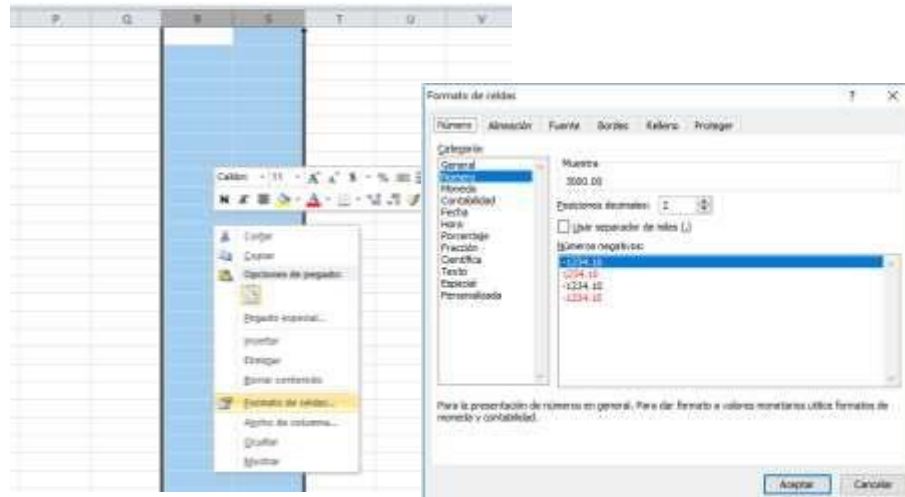 P Q R S T U V
Calibri 11 A A $ % 000
N K A
Cortar
Copiar
Opciones de pegado:
Pegado especial...
Insertar
Eliminar
Borrar contenido
Formato de celdas...
Ancho de columna...
Ocultar
Mostrar
Formato de celdas ? X
Número Alineación Fuente Bordes Relleno Proteger
Categoría:
General
Número
Moneda
Contabilidad
Fecha
Hora
Porcentaje
Fracción
Científica
Texto
Especial
Personalizada
Muestra
3000.00
Posiciones decimales: 2
Usar separador de miles (,)
Números negativos:
-1234.10
1234.10
-1234.10
-1234.10
Para la presentación de números en general. Para dar formato a valores monetarios utilice formatos de
moneda y contabilidad.
Aceptar Cancelar